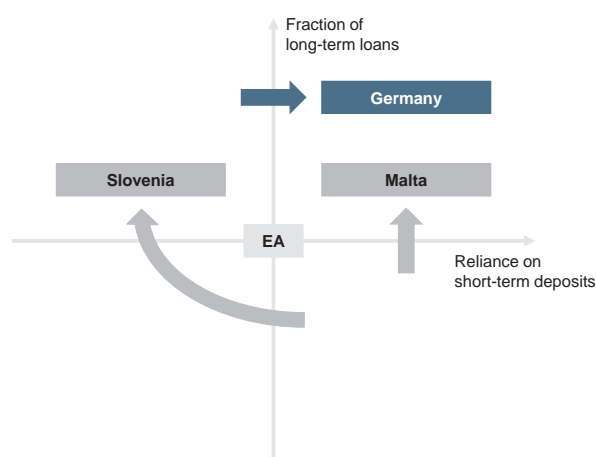 Fraction of
long-term loans
Germany
Slovenia
Malta
EA
Reliance on
short-term deposits